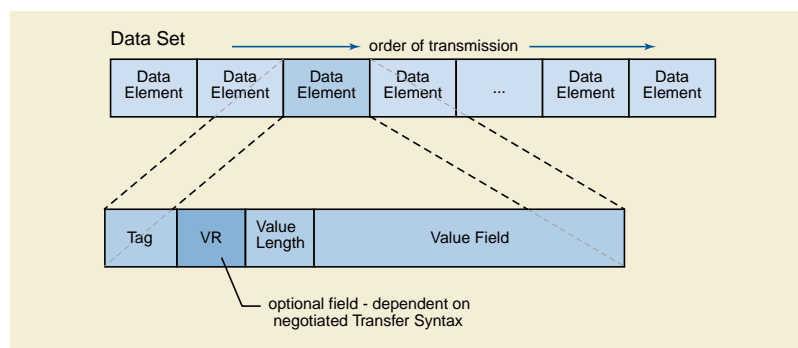 Data Set
order of transmission
Data
Element
Data
Element
Data
Element
Data
Element
...
Data
Element
Data
Element
Tag
VR
Value
Length
Value Field
optional field - dependent on
negotiated Transfer Syntax